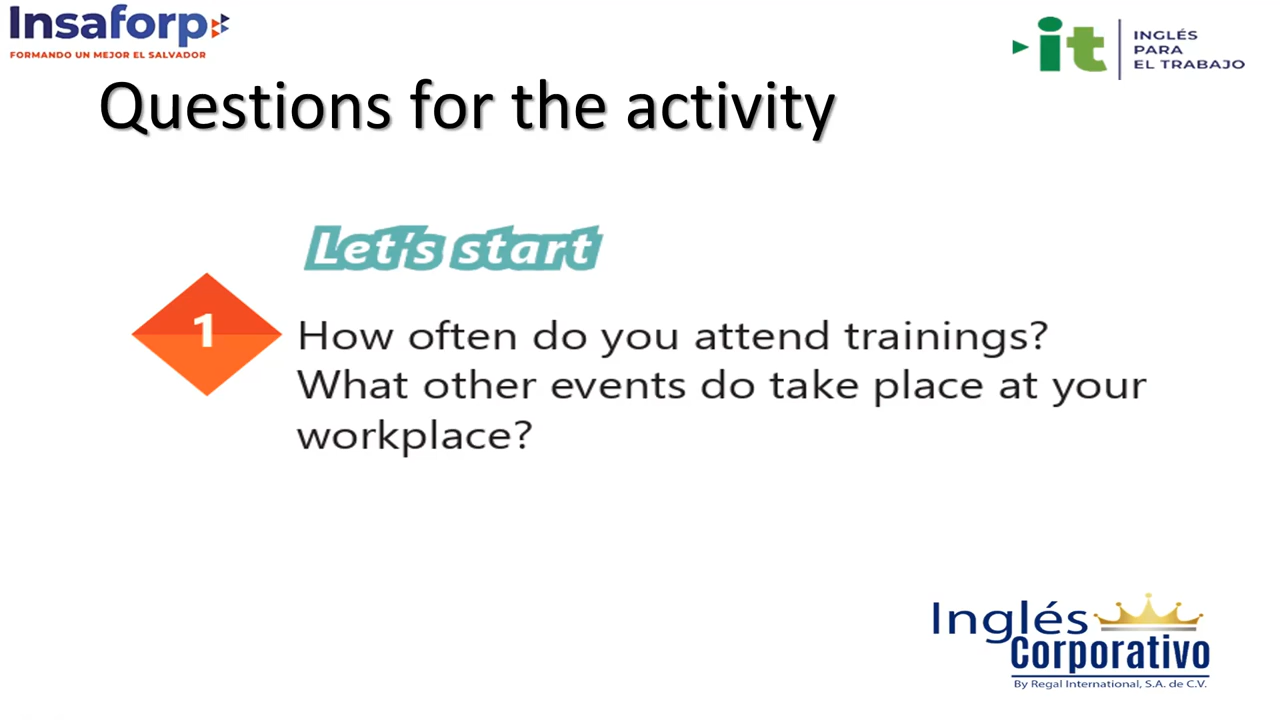 Insaforp
FORMANDO UN MEJOR EL SALVADOR
it
INGLÉS
PARA
EL TRABAJO
Questions for the activity
Let's start
1
How often do you attend trainings?
What other events do take place at your
workplace?
Inglés
Corporativo
By Regal International, S.A. de C.V.